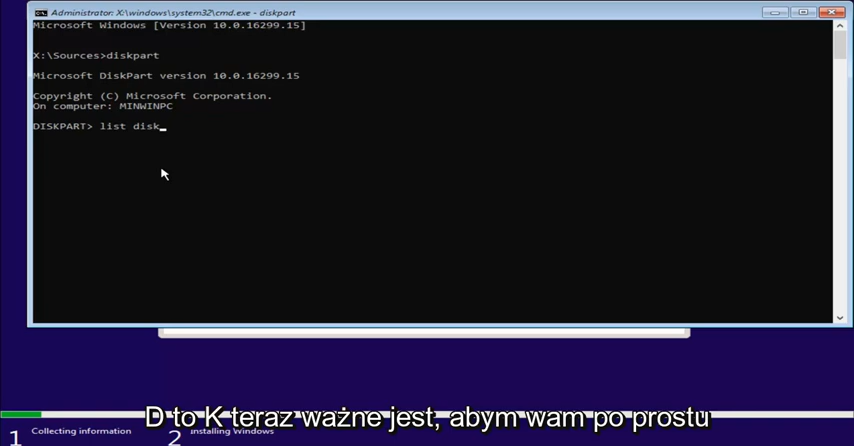 Administrator: X:\windows\system32\cmd.exe - diskpart
Microsoft Windows [Version 10.0.16299.15]
X:\Sources>diskpart
Microsoft DiskPart version 10.0.16299.15
Copyright (C) Microsoft Corporation.
On computer: MINWINPC
DISKPART> list disk
D to K teraz ważne jest, abym wam po prostu
1 Collecting information 2 Installing Windows